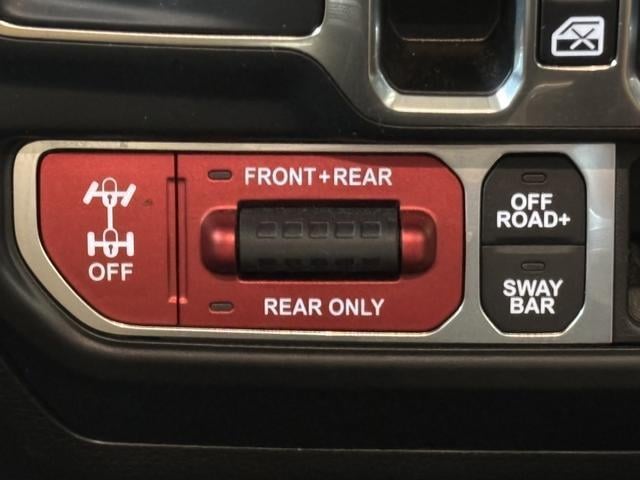 FRONT+REAR
OFF
REAR ONLY
OFF
ROAD+
SWAY
BAR